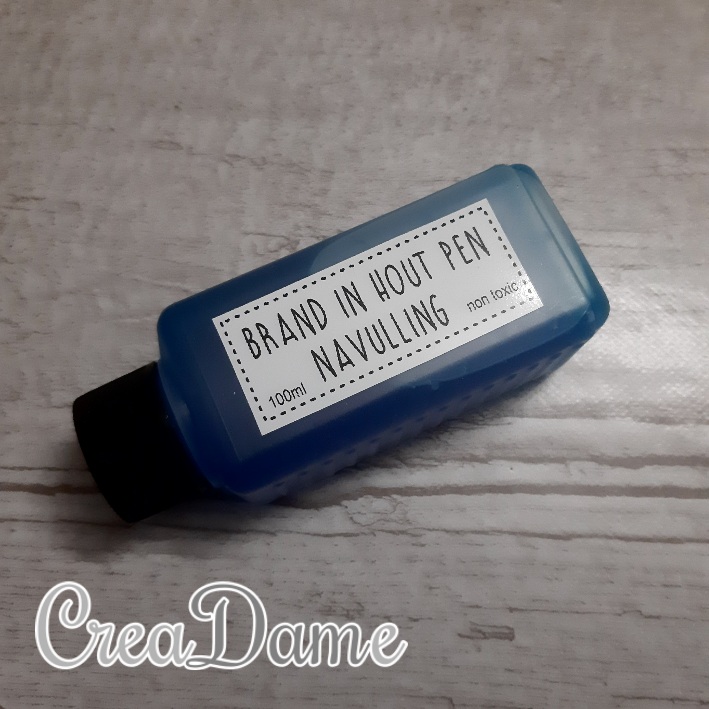 BRAND IN HOUT PEN
NAVULLING
100ml
non toxic
CreaDame